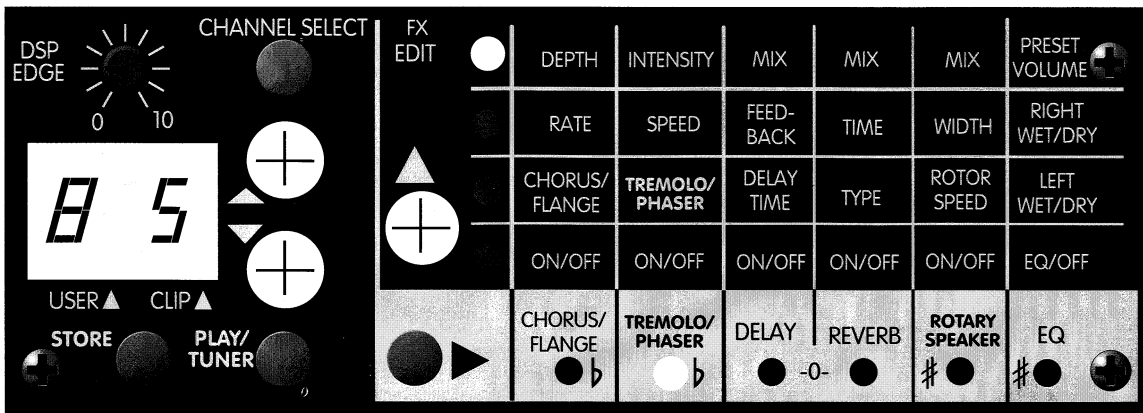 DSP
EDGE
0 10
CHANNEL SELECT
8 5
USER CLIP
STORE
PLAY/
TUNER
FX
EDIT
DEPTH INTENSITY MIX MIX MIX PRESET
VOLUME
RATE SPEED FEED-
BACK TIME WIDTH RIGHT
WET/DRY
CHORUS/
FLANGE TREMOLO/
PHASER DELAY
TIME TYPE ROTOR
SPEED LEFT
WET/DRY
ON/OFF ON/OFF ON/OFF ON/OFF ON/OFF EQ/OFF
CHORUS/
FLANGE TREMOLO/
PHASER DELAY REVERB ROTARY
SPEAKER EQ
♭ ♭ -0- ♯ ♯